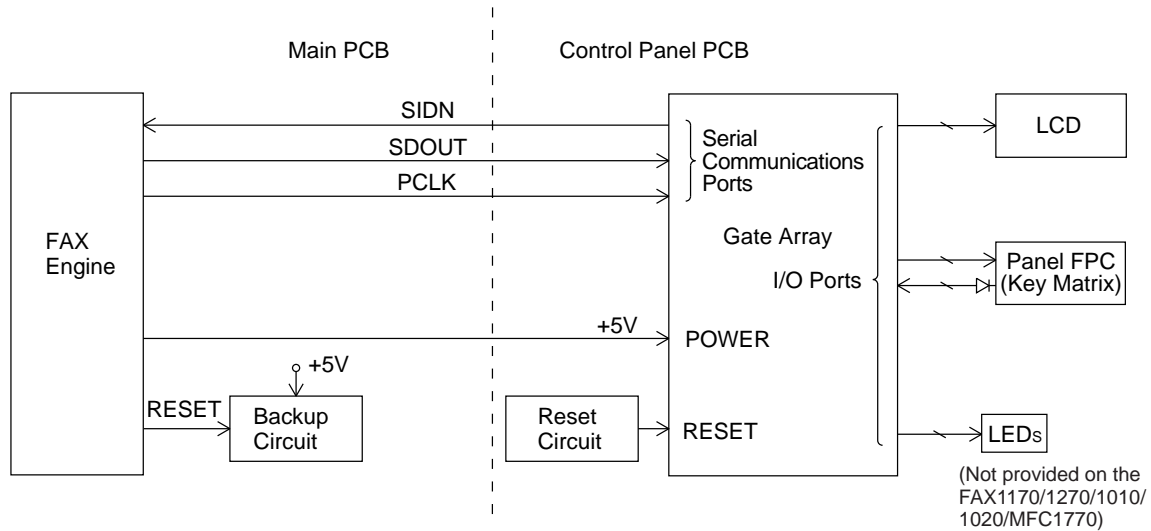 Main PCB
Control Panel PCB
SIDN
SDOUT
PCLK
Serial
Communications
Ports
LCD
FAX
Engine
Gate Array
I/O Ports
Panel FPC
(Key Matrix)
+5V
POWER
+5V
RESET
Backup
Circuit
Reset
Circuit
RESET
LEDs
(Not provided on the
FAX1170/1270/1010/
1020/MFC1770)